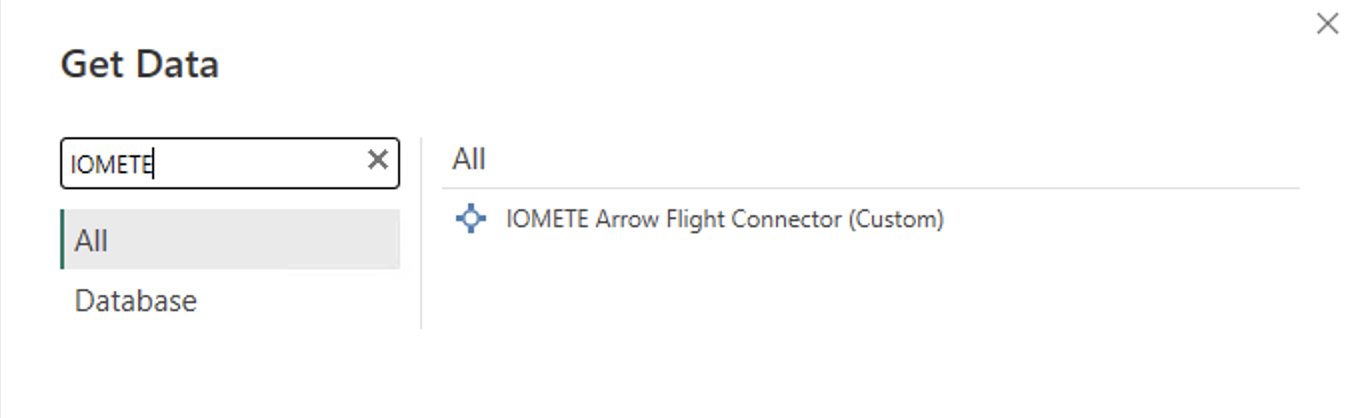 Get Data
IOMETE
All
Database
All
IOMETE Arrow Flight Connector (Custom)